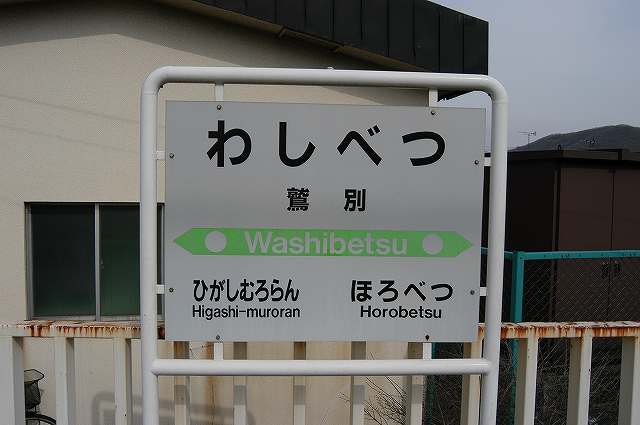 わしべつ
鷲別
Washibetsu
ひがしむろらん ほろべつ
Higashi-muroran Horobetsu